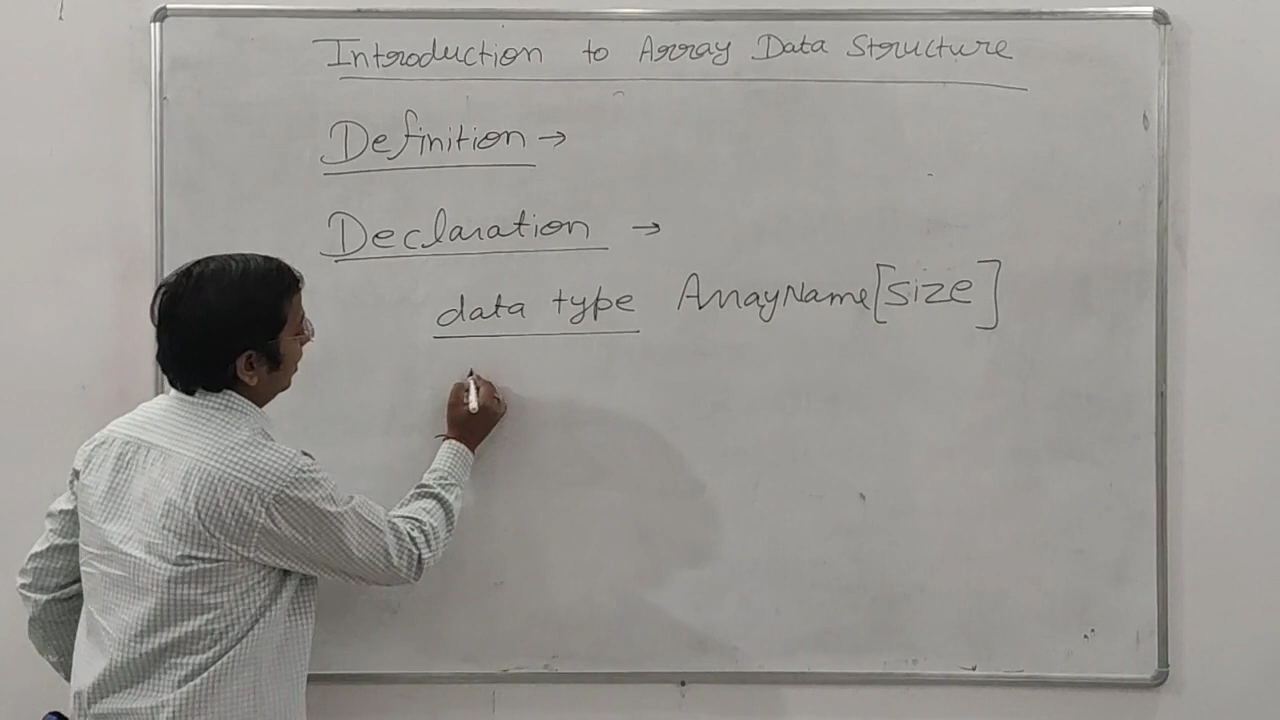 Introduction to Array Data Structure
Definition →
Declaration →
data type ArrayName[size]